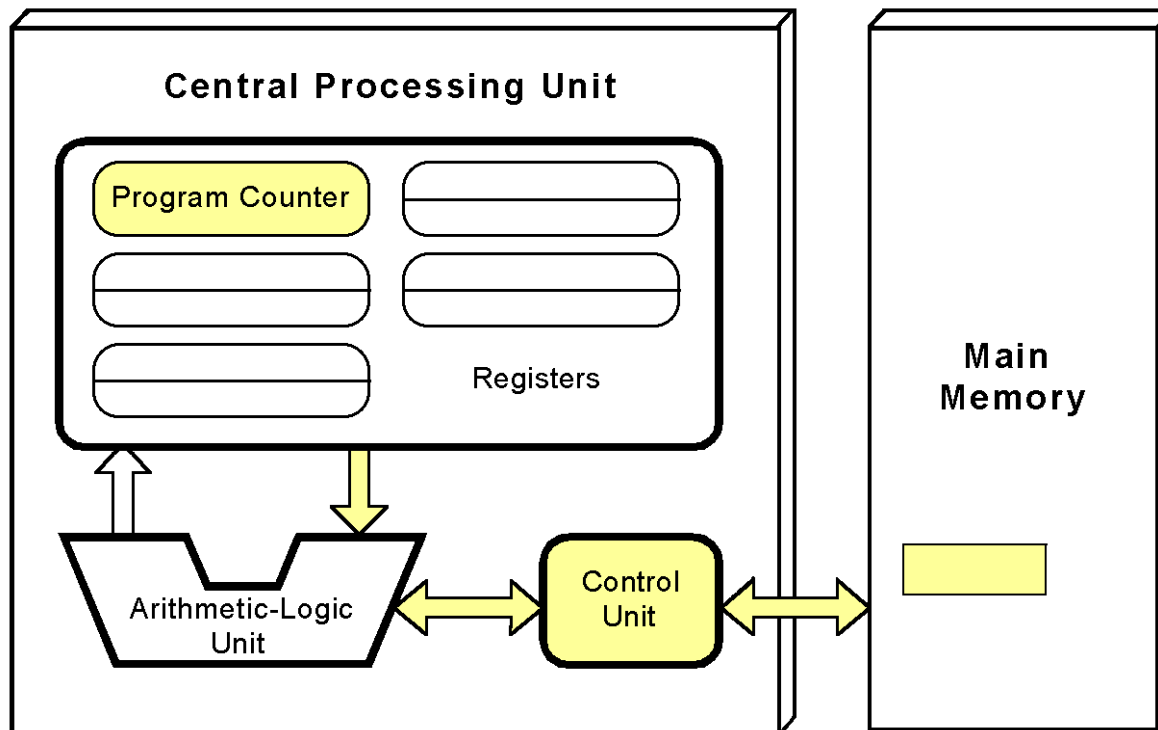 Central Processing Unit
Program Counter
Registers
Main
Memory
Arithmetic-Logic
Unit
Control
Unit